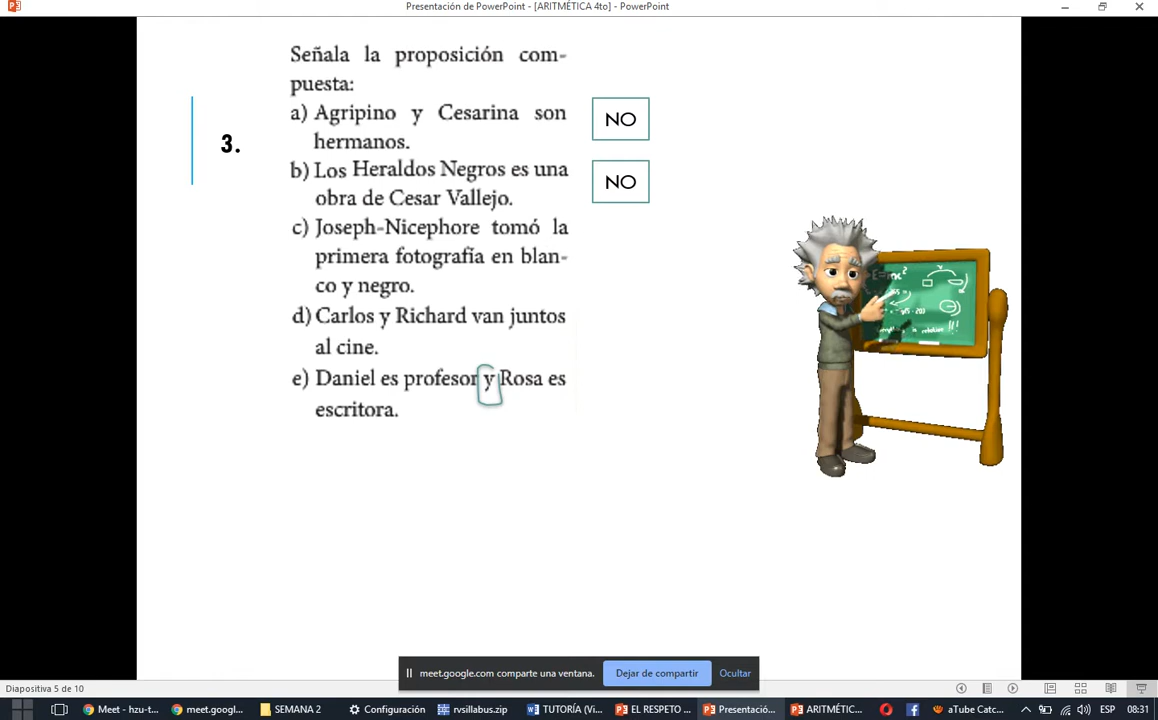 Presentación de PowerPoint - [ARITMÉTICA 4to] - PowerPoint
Señala la proposición com-
puesta:
a) Agripino y Cesarina son
hermanos.
NO
3.
b) Los Heraldos Negros es una
obra de Cesar Vallejo.
NO
c) Joseph-Nicephore tomó la
primera fotografía en blan-
co y negro.
d) Carlos y Richard van juntos
al cine.
e) Daniel es profesor y Rosa es
escritora.
meet.google.com comparte una ventana.
Dejar de compartir
Ocultar
Diapositiva 5 de 10
Meet - hzu-t...
meet.googl...
SEMANA 2
Configuración
rvsillabus.zip
TUTORÍA (Vi...
EL RESPETO ...
Presentació...
ARITMÉTIC...
aTube Catc...
ESP
08:31